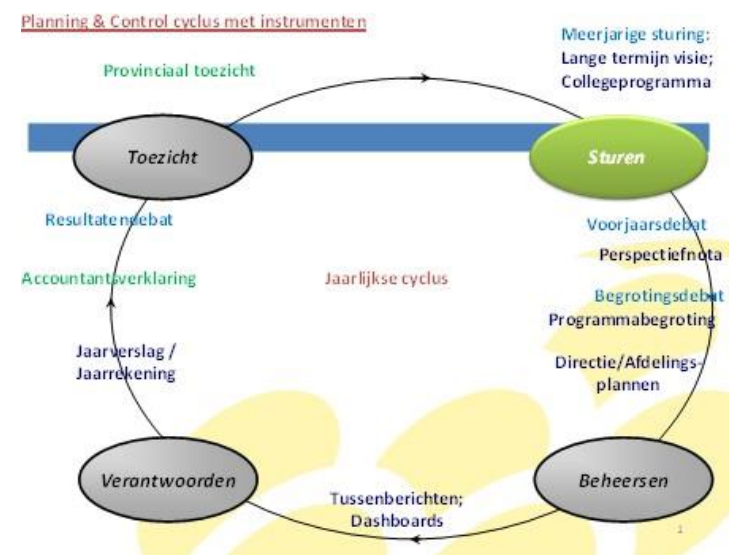 Planning & Control cyclus met instrumenten
Meerjarige sturing:
Lange termijn visie;
Collegeprogramma
Provinciaal toezicht
Toezicht
Sturen
Resultatendebat
Voorjaarsdebat
Perspectiefnota
Accountantsverklaring
Jaarlijkse cyclus
Begrotingsdebat
Programmabegroting
Jaarverslag /
Jaarrekening
Directie/Afdelings-
plannen
Verantwoorden
Beheersen
Tussenberichten;
Dashboards
1